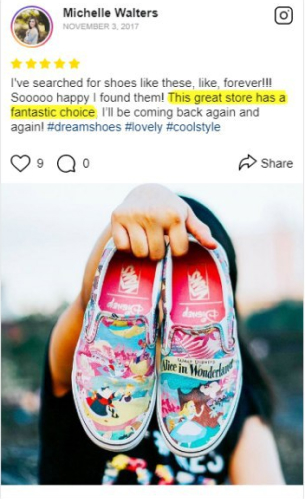 Michelle Walters
NOVEMBER 3, 2017
I've searched for shoes like these, like, forever!!!
Sooooo happy I found them! This great store has a
fantastic choice. I'll be coming back again and
again! #dreamshoes #lovely #coolstyle
9
0
Share
Disney
Disney
Alice in Wonderland